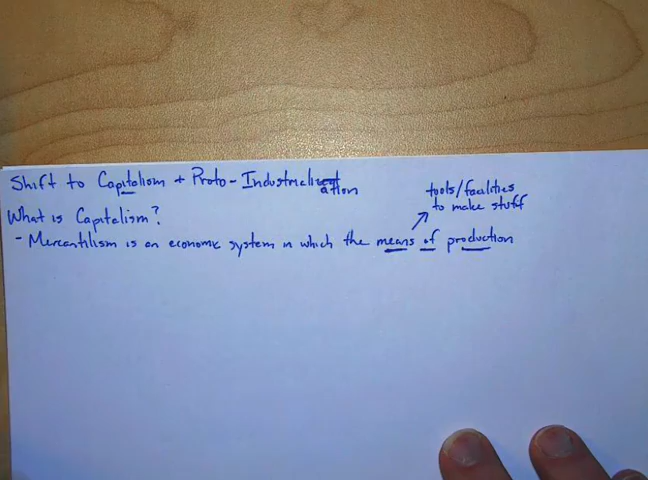 Shift to Capitalism + Proto-Industrialization
What is Capitalism?
tools/facilities
to make stuff
- Mercantilism is an economic system in which the means of production